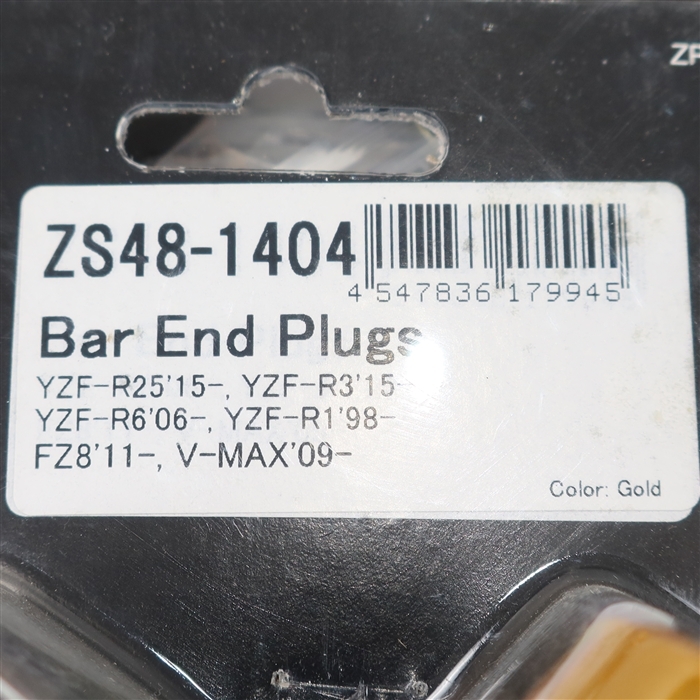 ZS48-1404
4 547836 179945
Bar End Plugs
YZF-R25'15-, YZF-R3'15-
YZF-R6'06-, YZF-R1'98-
FZ8'11-, V-MAX'09-
Color: Gold